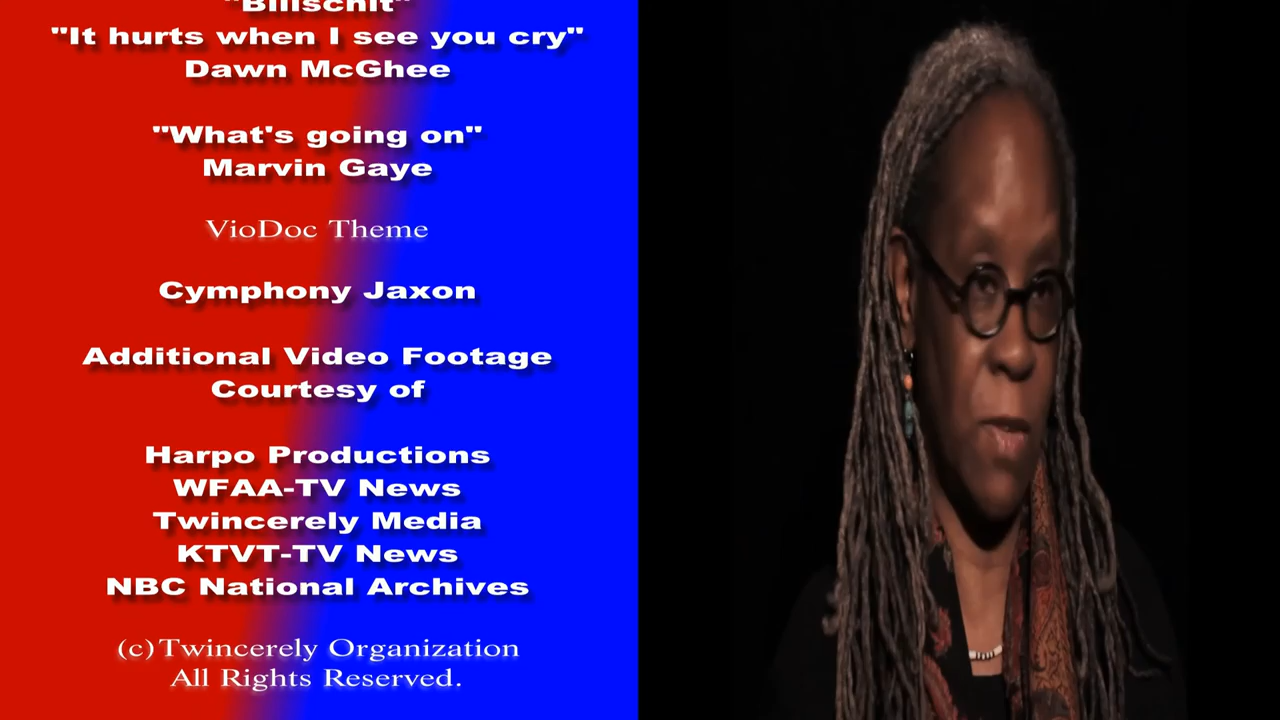 "Billschit"
"It hurts when I see you cry"
Dawn McGhee
"What's going on"
Marvin Gaye
VioDoc Theme
Cymphony Jaxon
Additional Video Footage
Courtesy of
Harpo Productions
WFAA-TV News
Twincerely Media
KTVT-TV News
NBC National Archives
(c)Twincerely Organization
All Rights Reserved.